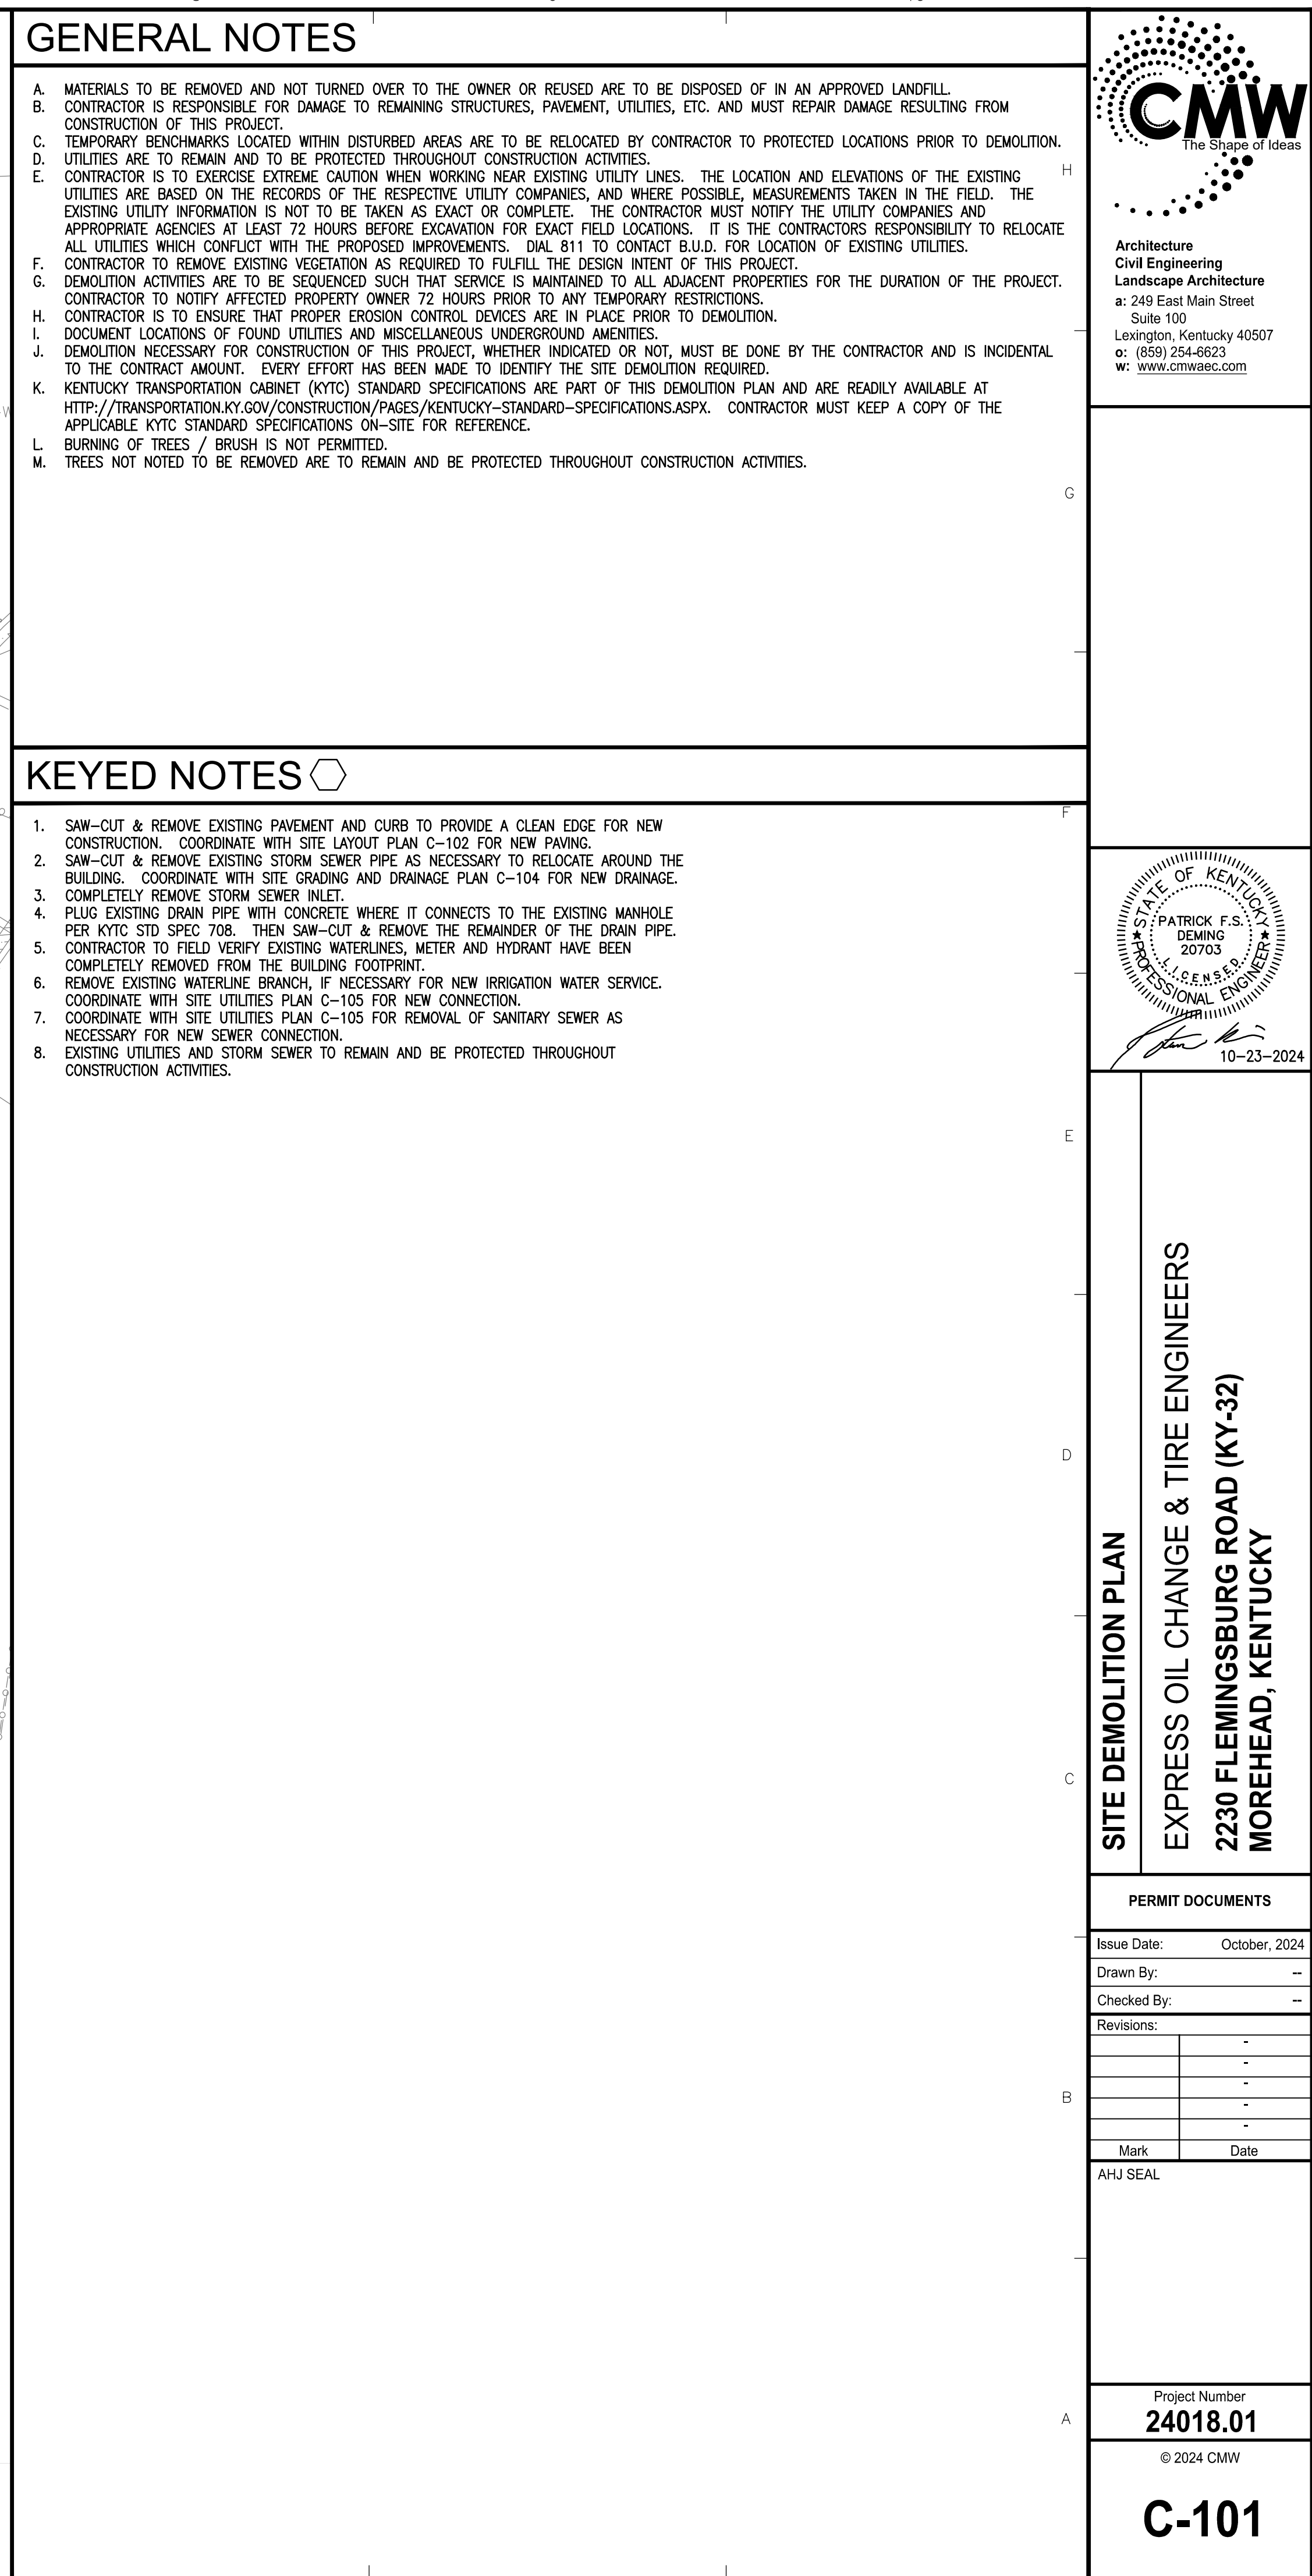 GENERAL NOTES
A. MATERIALS TO BE REMOVED AND NOT TURNED OVER TO THE OWNER OR REUSED ARE TO BE DISPOSED OF IN AN APPROVED LANDFILL.
B. CONTRACTOR IS RESPONSIBLE FOR DAMAGE TO REMAINING STRUCTURES, PAVEMENT, UTILITIES, ETC. AND MUST REPAIR DAMAGE RESULTING FROM
CONSTRUCTION OF THIS PROJECT.
C. TEMPORARY BENCHMARKS LOCATED WITHIN DISTURBED AREAS ARE TO BE RELOCATED BY CONTRACTOR TO PROTECTED LOCATIONS PRIOR TO DEMOLITION.
D. UTILITIES ARE TO REMAIN AND TO BE PROTECTED THROUGHOUT CONSTRUCTION ACTIVITIES.
E. CONTRACTOR IS TO EXERCISE EXTREME CAUTION WHEN WORKING NEAR EXISTING UTILITY LINES. THE LOCATION AND ELEVATIONS OF THE EXISTING
UTILITIES ARE BASED ON THE RECORDS OF THE RESPECTIVE UTILITY COMPANIES, AND WHERE POSSIBLE, MEASUREMENTS TAKEN IN THE FIELD. THE
EXISTING UTILITY INFORMATION IS NOT TO BE TAKEN AS EXACT OR COMPLETE. THE CONTRACTOR MUST NOTIFY THE UTILITY COMPANIES AND
APPROPRIATE AGENCIES AT LEAST 72 HOURS BEFORE EXCAVATION FOR EXACT FIELD LOCATIONS. IT IS THE CONTRACTORS RESPONSIBILITY TO RELOCATE
ALL UTILITIES WHICH CONFLICT WITH THE PROPOSED IMPROVEMENTS. DIAL 811 TO CONTACT B.U.D. FOR LOCATION OF EXISTING UTILITIES.
F. CONTRACTOR TO REMOVE EXISTING VEGETATION AS REQUIRED TO FULFILL THE DESIGN INTENT OF THIS PROJECT.
G. DEMOLITION ACTIVITIES ARE TO BE SEQUENCED SUCH THAT SERVICE IS MAINTAINED TO ALL ADJACENT PROPERTIES FOR THE DURATION OF THE PROJECT.
CONTRACTOR TO NOTIFY AFFECTED PROPERTY OWNER 72 HOURS PRIOR TO ANY TEMPORARY RESTRICTIONS.
H. CONTRACTOR IS TO ENSURE THAT PROPER EROSION CONTROL DEVICES ARE IN PLACE PRIOR TO DEMOLITION.
I. DOCUMENT LOCATIONS OF FOUND UTILITIES AND MISCELLANEOUS UNDERGROUND AMENITIES.
J. DEMOLITION NECESSARY FOR CONSTRUCTION OF THIS PROJECT, WHETHER INDICATED OR NOT, MUST BE DONE BY THE CONTRACTOR AND IS INCIDENTAL
TO THE CONTRACT AMOUNT. EVERY EFFORT HAS BEEN MADE TO IDENTIFY THE SITE DEMOLITION REQUIRED.
K. KENTUCKY TRANSPORTATION CABINET (KYTC) STANDARD SPECIFICATIONS ARE PART OF THIS DEMOLITION PLAN AND ARE READILY AVAILABLE AT
HTTP://TRANSPORTATION.KY.GOV/CONSTRUCTION/PAGES/KENTUCKY-STANDARD-SPECIFICATIONS.ASPX. CONTRACTOR MUST KEEP A COPY OF THE
APPLICABLE KYTC STANDARD SPECIFICATIONS ON-SITE FOR REFERENCE.
L. BURNING OF TREES / BRUSH IS NOT PERMITTED.
M. TREES NOT NOTED TO BE REMOVED ARE TO REMAIN AND BE PROTECTED THROUGHOUT CONSTRUCTION ACTIVITIES.
KEYED NOTES
1. SAW-CUT & REMOVE EXISTING PAVEMENT AND CURB TO PROVIDE A CLEAN EDGE FOR NEW
CONSTRUCTION. COORDINATE WITH SITE LAYOUT PLAN C-102 FOR NEW PAVING.
2. SAW-CUT & REMOVE EXISTING STORM SEWER PIPE AS NECESSARY TO RELOCATE AROUND THE
BUILDING. COORDINATE WITH SITE GRADING AND DRAINAGE PLAN C-104 FOR NEW DRAINAGE.
3. COMPLETELY REMOVE STORM SEWER INLET.
4. PLUG EXISTING DRAIN PIPE WITH CONCRETE WHERE IT CONNECTS TO THE EXISTING MANHOLE
PER KYTC STD SPEC 708. THEN SAW-CUT & REMOVE THE REMAINDER OF THE DRAIN PIPE.
5. CONTRACTOR TO FIELD VERIFY EXISTING WATERLINES, METER AND HYDRANT HAVE BEEN
COMPLETELY REMOVED FROM THE BUILDING FOOTPRINT.
6. REMOVE EXISTING WATERLINE BRANCH, IF NECESSARY FOR NEW IRRIGATION WATER SERVICE.
COORDINATE WITH SITE UTILITIES PLAN C-105 FOR NEW CONNECTION.
7. COORDINATE WITH SITE UTILITIES PLAN C-105 FOR REMOVAL OF SANITARY SEWER AS
NECESSARY FOR NEW SEWER CONNECTION.
8. EXISTING UTILITIES AND STORM SEWER TO REMAIN AND BE PROTECTED THROUGHOUT
CONSTRUCTION ACTIVITIES.
H
G
F
E
D
C
B
A
CMW
The Shape of Ideas
Architecture
Civil Engineering
Landscape Architecture
a: 249 East Main Street
Suite 100
Lexington, Kentucky 40507
o: (859) 254-6623
w: www.cmwaec.com
STATE OF KENTUCKY
PATRICK F.S.
DEMING
20703
LICENSED
PROFESSIONAL ENGINEER
10-23-2024
SITE DEMOLITION PLAN
EXPRESS OIL CHANGE & TIRE ENGINEERS
2230 FLEMINGSBURG ROAD (KY-32)
MOREHEAD, KENTUCKY
PERMIT DOCUMENTS
Issue Date: October, 2024
Drawn By: --
Checked By: --
Revisions:
-
-
-
-
-
Mark Date
AHJ SEAL
Project Number
24018.01
© 2024 CMW
C-101